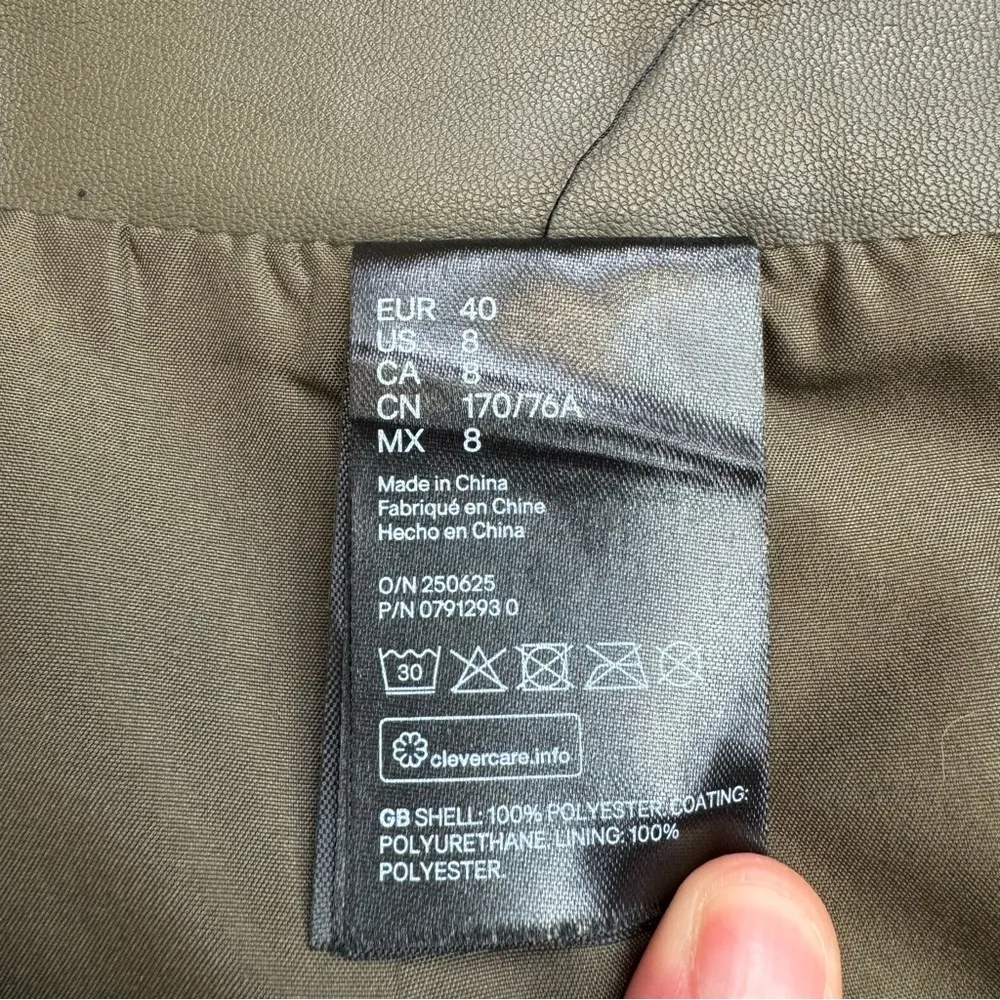 EUR 40
US 8
CA 8
CN 170/76A
MX 8
Made in China
Fabriqué en Chine
Hecho en China
O/N 250625
P/N 0791293 0
30
clevercare.info
GB SHELL: 100% POLYESTER. COATING:
POLYURETHANE. LINING: 100%
POLYESTER.